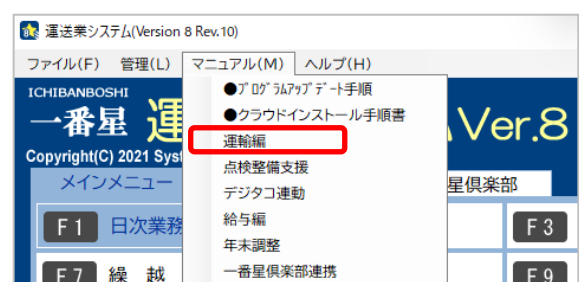 運送業システム(Version 8 Rev.10)
ファイル(F) 管理(L) マニュアル(M) ヘルプ(H)
ICHIBANBOSHI
一番星 運 Ver.8
Copyright(C) 2021 Syst
●プログラムアップデート手順
●クラウドインストール手順書
運輸編
点検整備支援
デジタコ連動
給与編
年末調整
一番星倶楽部連携
メインメニュー 星倶楽部
F1 日次業務 F3
F7 繰越 F9